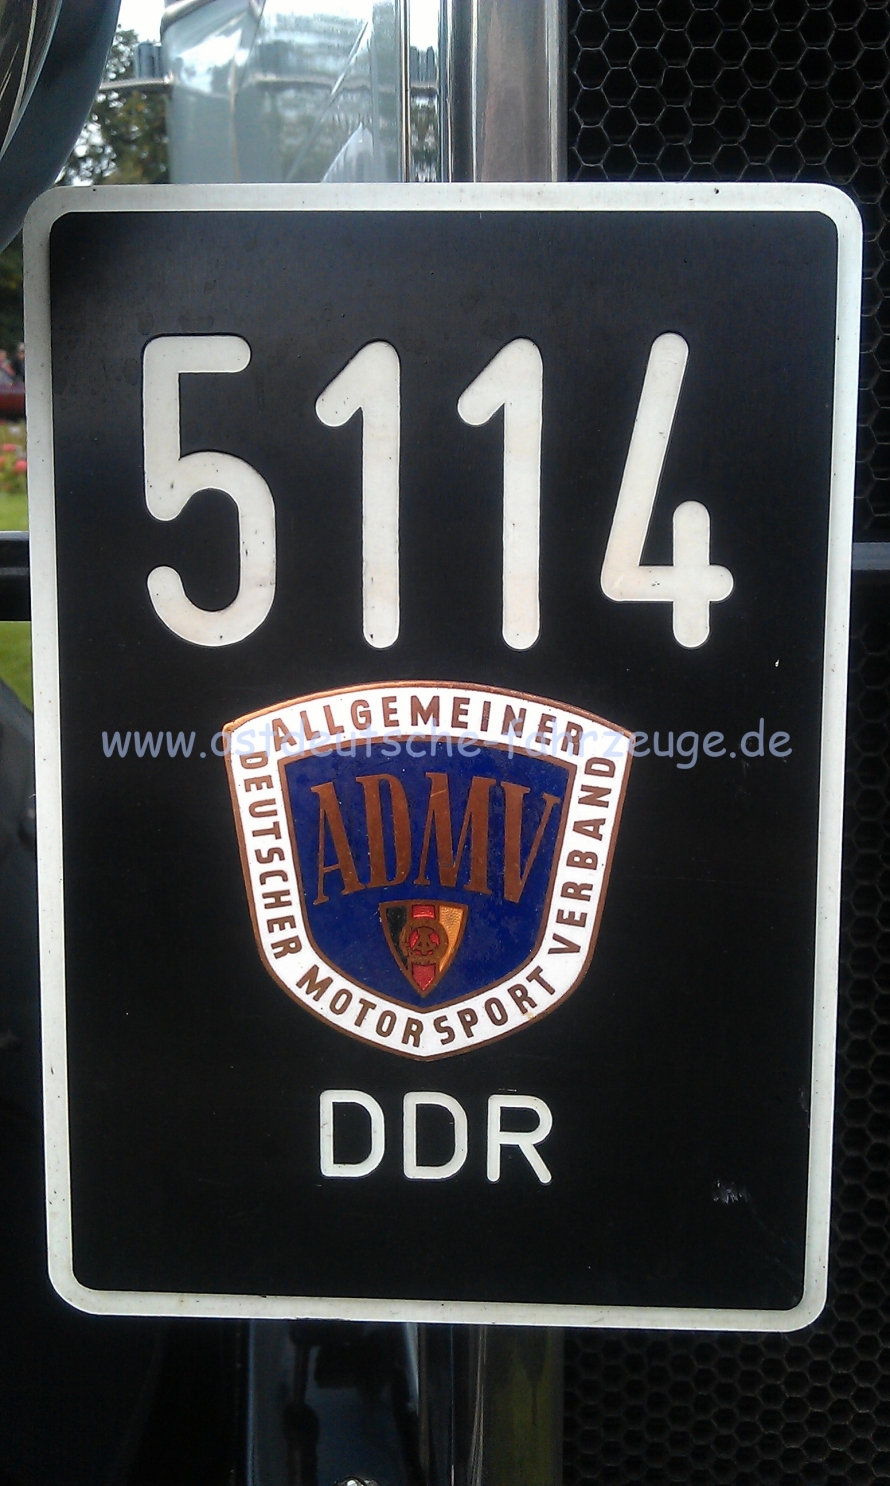 5114
www.ostdeutsche-fahrzeuge.de
ALLGEMEINER
DEUTSCHER MOTORSPORT VERBAND
ADMV
DDR